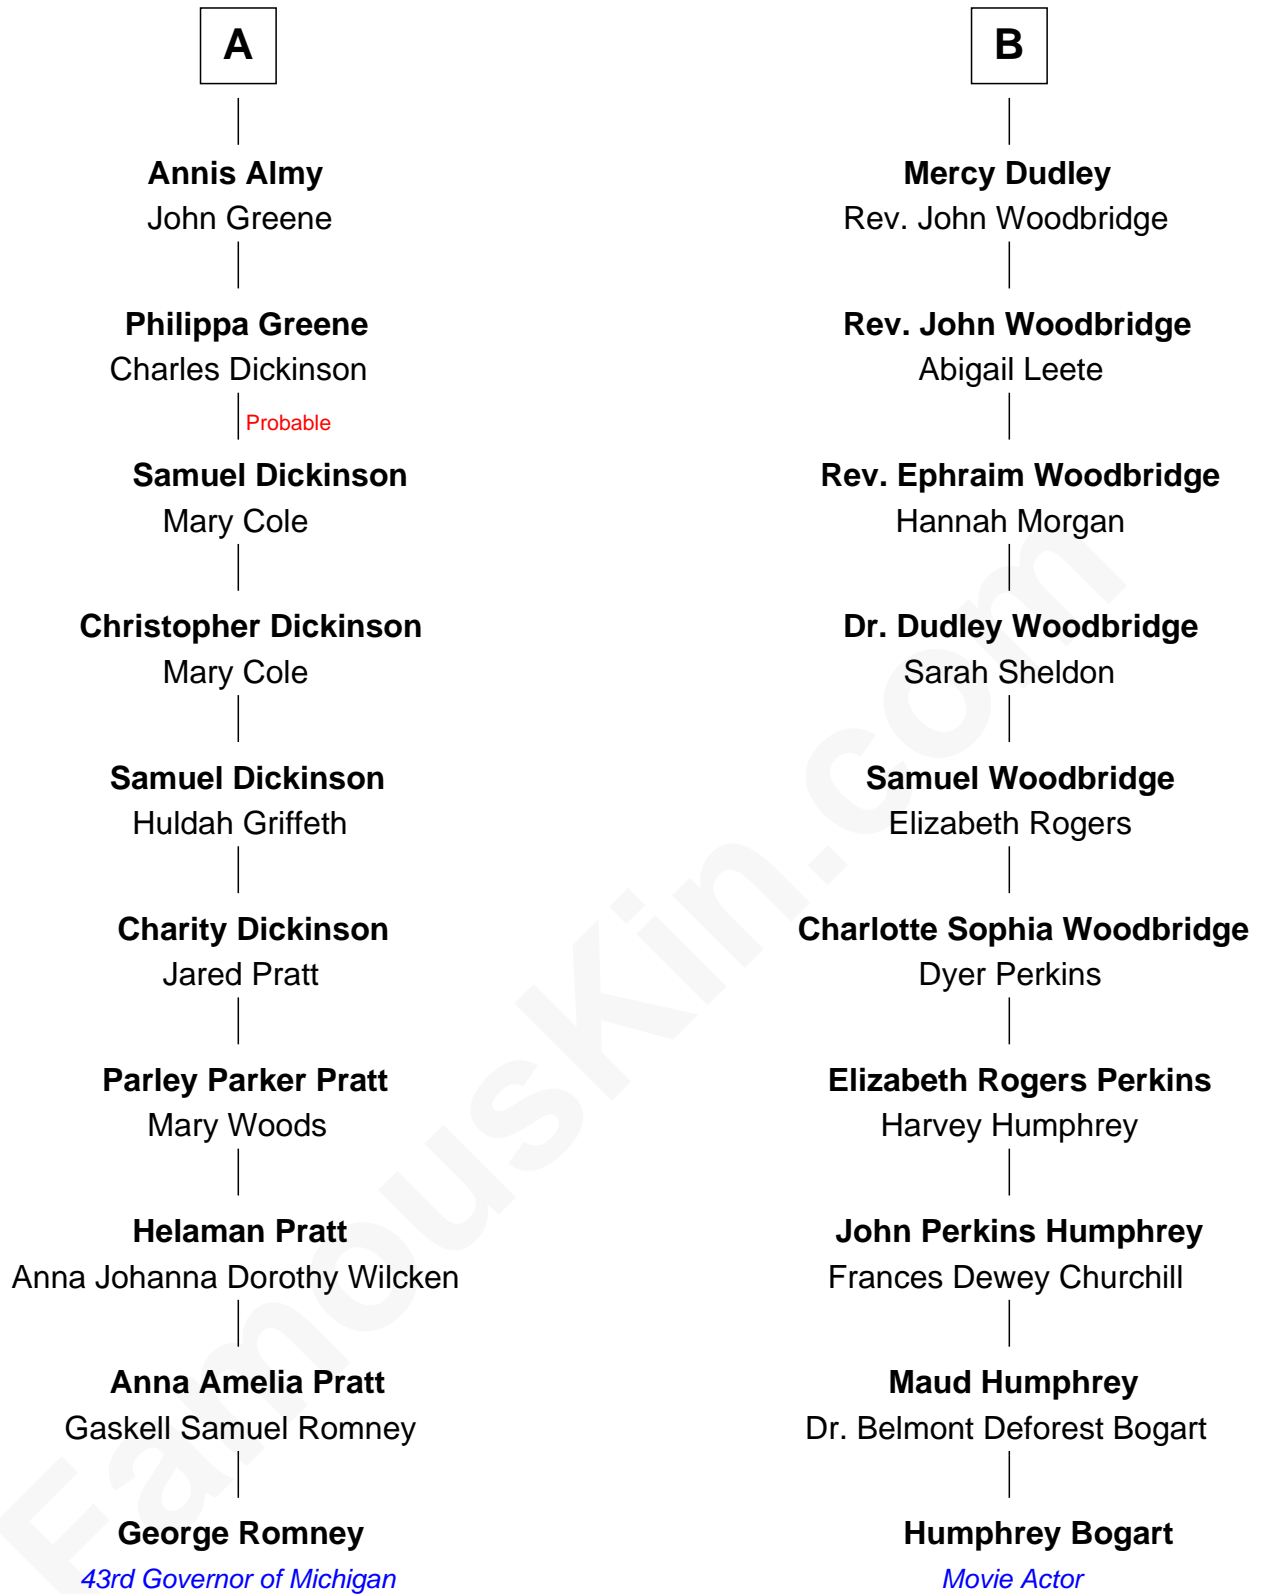 A
Annis Almy
John Greene
Philippa Greene
Charles Dickinson
Probable
Samuel Dickinson
Mary Cole
Christopher Dickinson
Mary Cole
Samuel Dickinson
Huldah Griffeth
Charity Dickinson
Jared Pratt
Parley Parker Pratt
Mary Woods
Helaman Pratt
Anna Johanna Dorothy Wilcken
Anna Amelia Pratt
Gaskell Samuel Romney
George Romney
43rd Governor of Michigan
B
Mercy Dudley
Rev. John Woodbridge
Rev. John Woodbridge
Abigail Leete
Rev. Ephraim Woodbridge
Hannah Morgan
Dr. Dudley Woodbridge
Sarah Sheldon
Samuel Woodbridge
Elizabeth Rogers
Charlotte Sophia Woodbridge
Dyer Perkins
Elizabeth Rogers Perkins
Harvey Humphrey
John Perkins Humphrey
Frances Dewey Churchill
Maud Humphrey
Dr. Belmont Deforest Bogart
Humphrey Bogart
Movie Actor
FamousKin.com